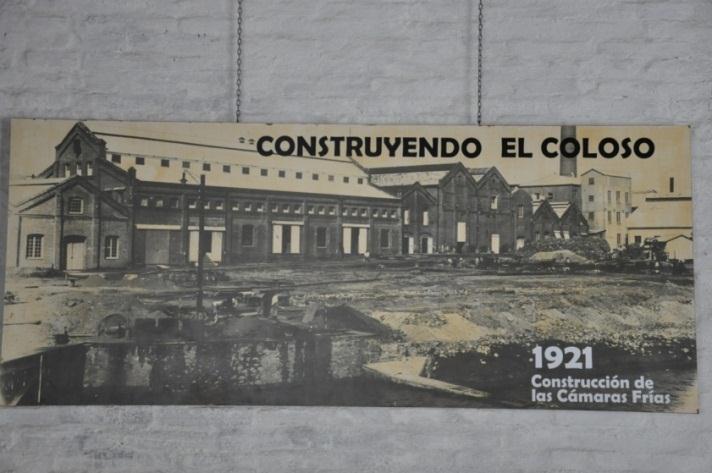 CONSTRUYENDO EL COLOSO
1921
Construcción de
las Cámaras Frías